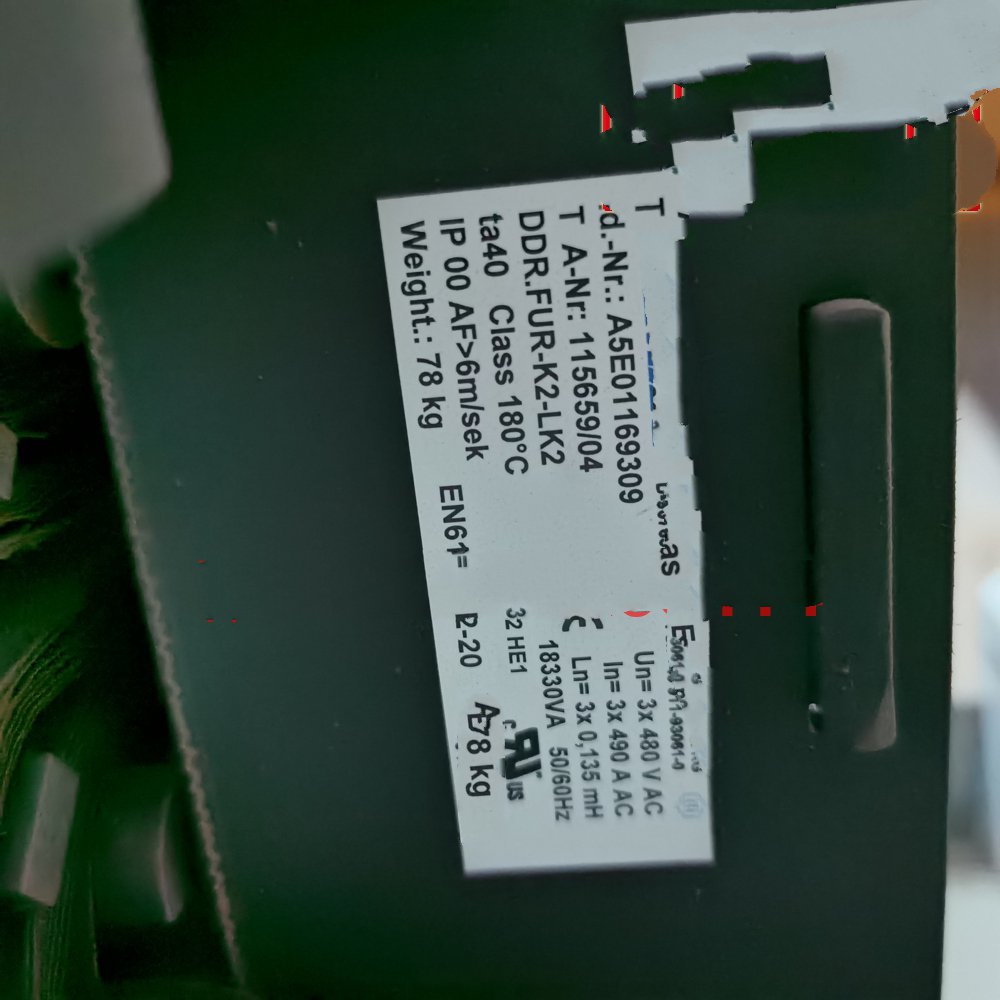 Id.-Nr.: A5E01169309
T A-Nr: 115659/04
DDR.FUR-K2-LK2
ta40 Class 180°C
IP 00 AF>6m/sek
Weight.: 78 kg
Un= 3x 480 V AC
In= 3x 490 A AC
Ln= 3x 0,135 mH
18330VA 50/60Hz
32 HE1
EN61
2-20
78 kg